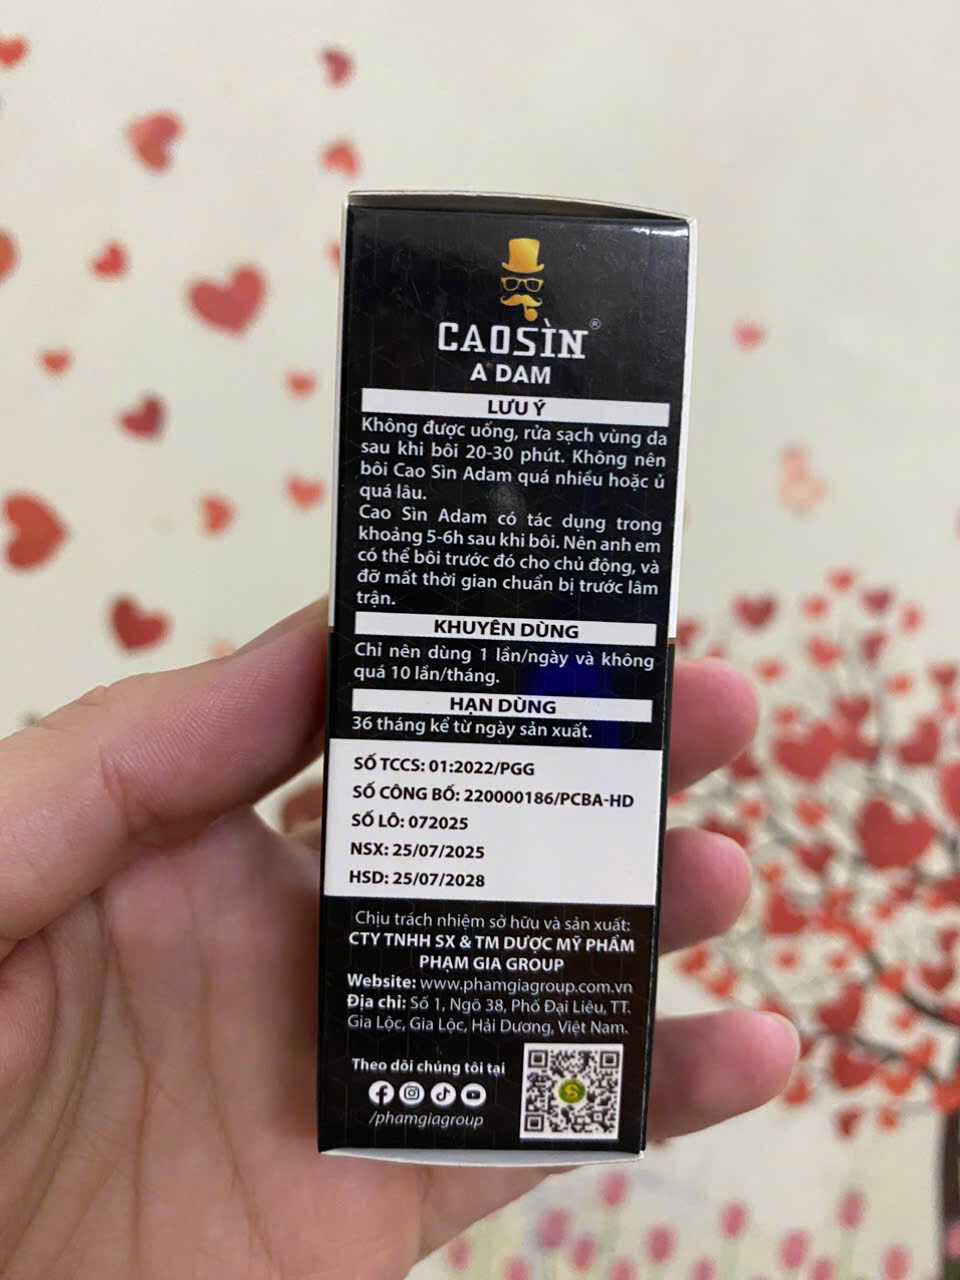 CAOSÌN®
A DAM
LƯU Ý
Không được uống, rửa sạch vùng da
sau khi bôi 20-30 phút. Không nên
bôi Cao Sìn Adam quá nhiều hoặc ủ
quá lâu.
Cao Sìn Adam có tác dụng trong
khoảng 5-6h sau khi bôi. Nên anh em
có thể bôi trước đó cho chủ động, và
đỡ mất thời gian chuẩn bị trước lâm
trận.
KHUYÊN DÙNG
Chỉ nên dùng 1 lần/ngày và không
quá 10 lần/tháng.
HẠN DÙNG
36 tháng kể từ ngày sản xuất.
SỐ TCCS: 01:2022/PGG
SỐ CÔNG BỐ: 220000186/PCBA-HD
SỐ LÔ: 072025
NSX: 25/07/2025
HSD: 25/07/2028
Chịu trách nhiệm sở hữu và sản xuất:
CTY TNHH SX & TM DƯỢC MỸ PHẨM
PHẠM GIA GROUP
Website: www.phamgiagroup.com.vn
Địa chỉ: Số 1, Ngõ 38, Phố Đại Liêu, TT.
Gia Lộc, Gia Lộc, Hải Dương, Việt Nam.
Theo dõi chúng tôi tại
/phamgiagroup